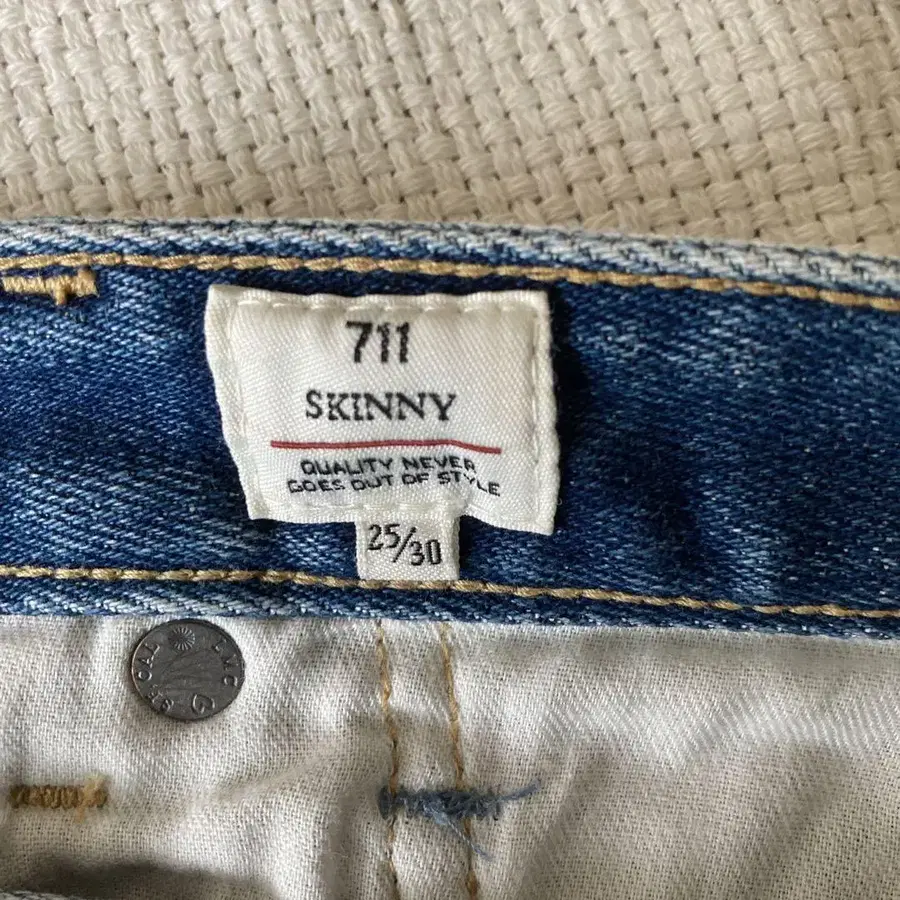 711
SKINNY
QUALITY NEVER
GOES OUT OF STYLE
25/30